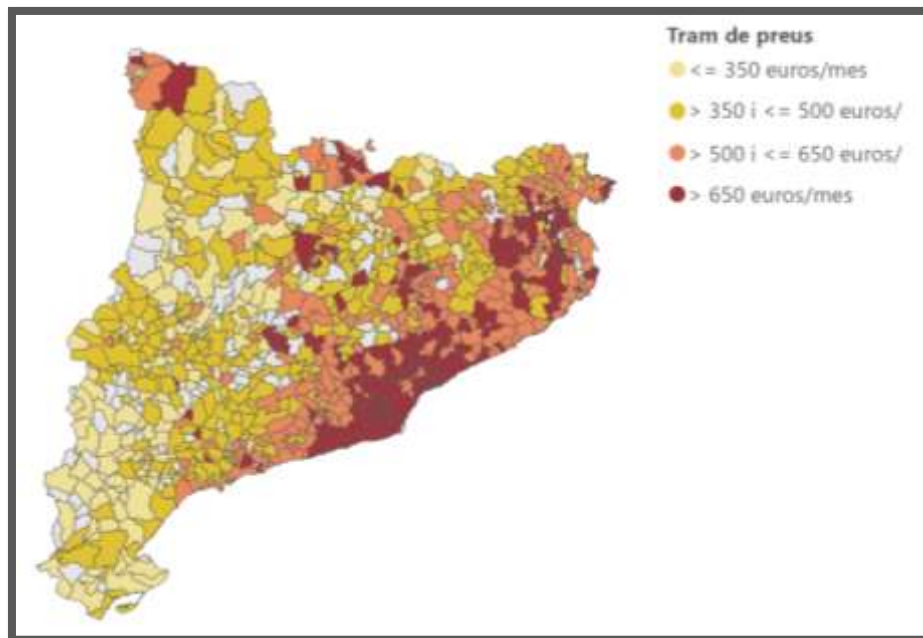 Tram de preus
<= 350 euros/mes
> 350 i <= 500 euros/
> 500 i <= 650 euros/
> 650 euros/mes